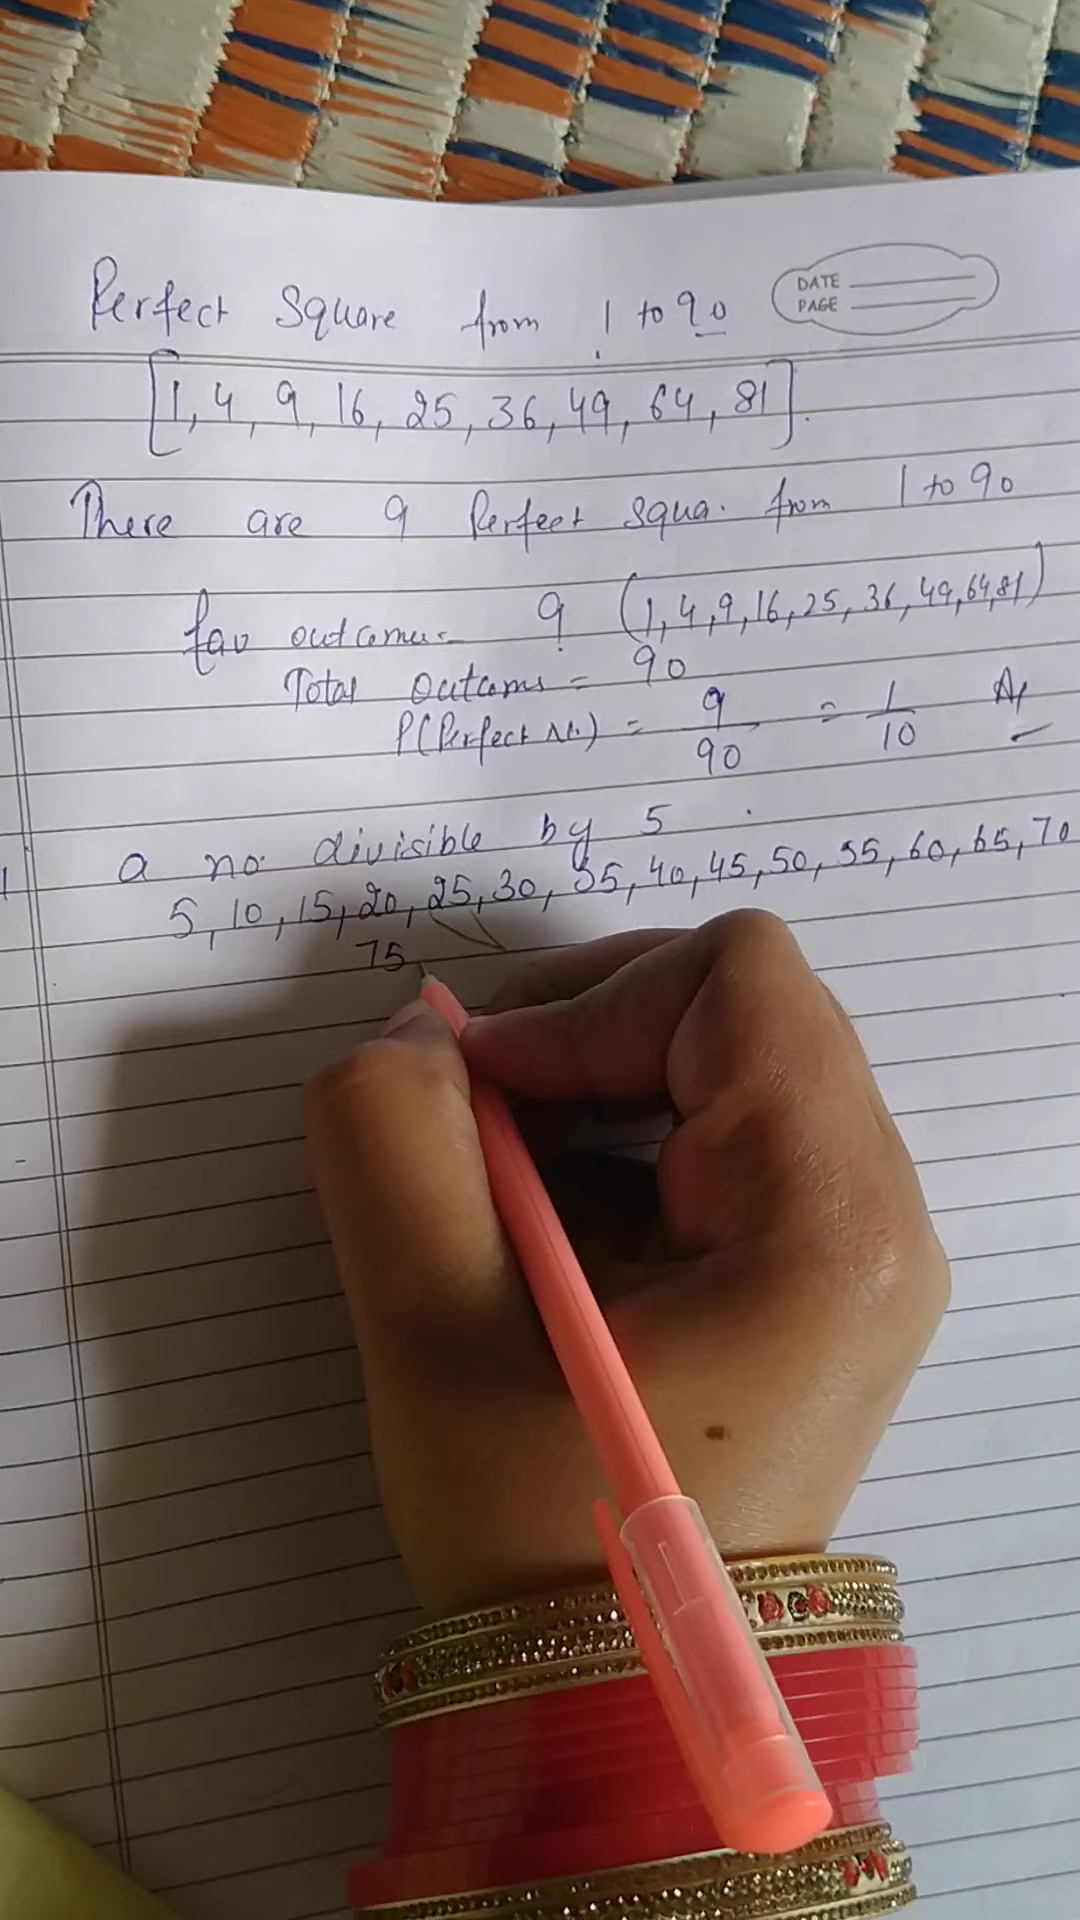 Perfect Square from 1 to 90
DATE
PAGE
[1, 4, 9, 16, 25, 36, 49, 64, 81].
There are 9 Perfect Squa. from 1 to 90
fav outcome= 9 (1,4,9,16,25,36,49,64,81)
Total outcoms = 90
P(Perfect No.) = 9/90 = 1/10
a no. divisible by 5
5, 10, 15, 20, 25, 30, 35, 40, 45, 50, 55, 60, 65, 70
75